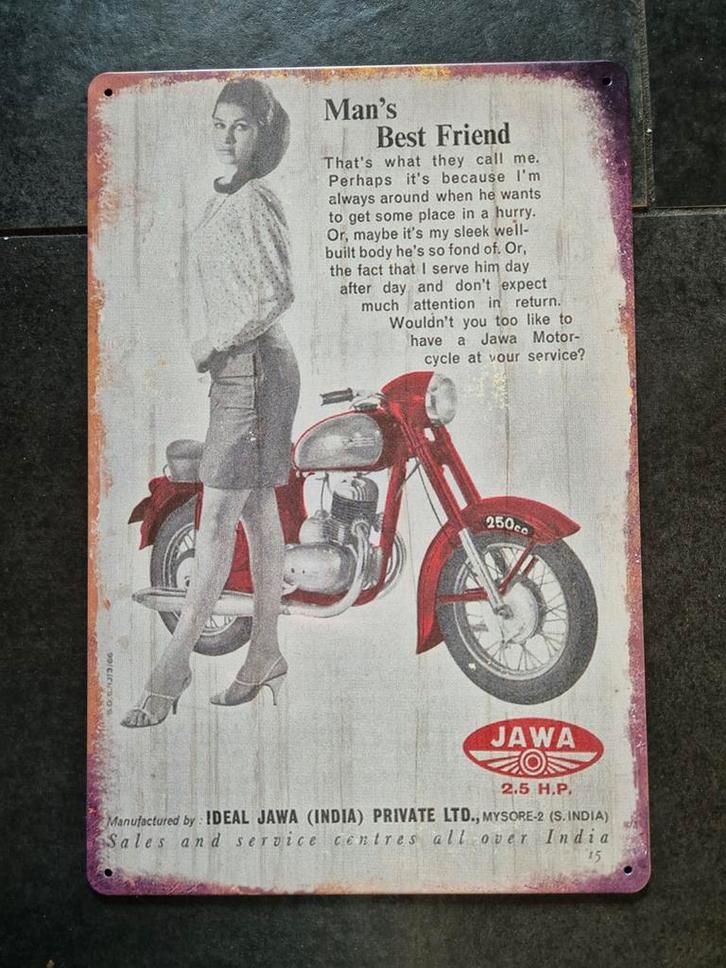 Man's
Best Friend
That's what they call me.
Perhaps it's because I'm
always around when he wants
to get some place in a hurry.
Or, maybe it's my sleek well-
built body he's so fond of. Or,
the fact that I serve him day
after day and don't expect
much attention in return.
Wouldn't you too like to
have a Jawa Motor-
cycle at your service?
250cc
JAWA
2.5 H.P.
Manufactured by : IDEAL JAWA (INDIA) PRIVATE LTD., MYSORE-2 (S. INDIA)
Sales and service centres all over India
15